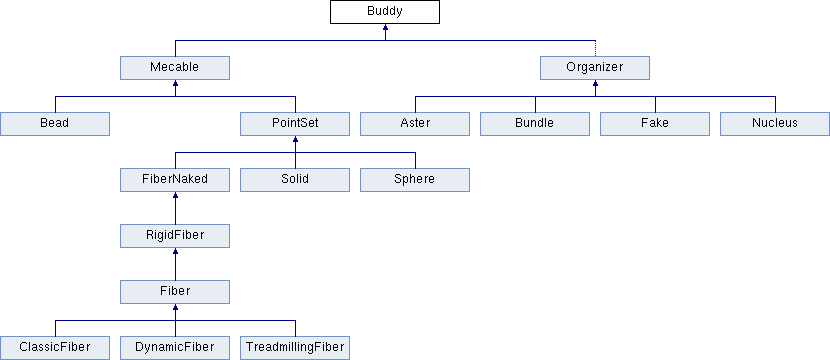 Buddy
Mecable
Organizer
Bead
PointSet
Aster
Bundle
Fake
Nucleus
FiberNaked
Solid
Sphere
RigidFiber
Fiber
ClassicFiber
DynamicFiber
TreadmillingFiber